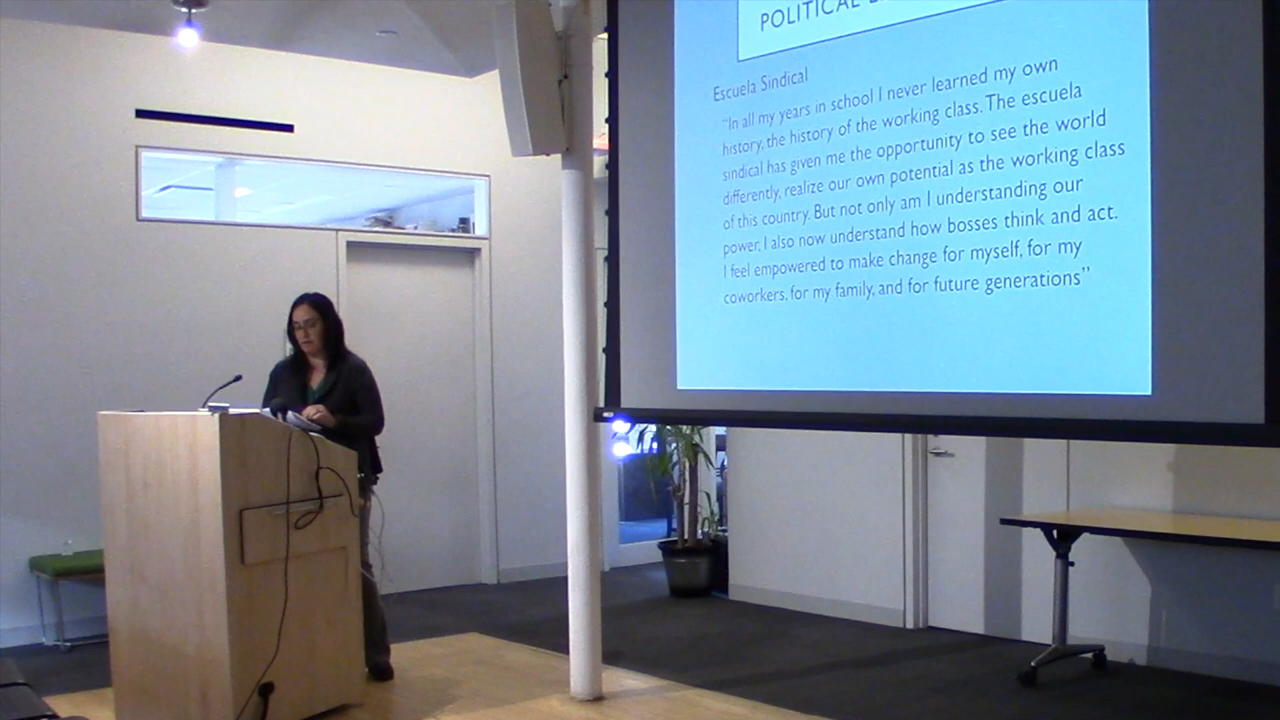 POLITICAL
Escuela Sindical
"In all my years in school I never learned my own
history, the history of the working class. The escuela
sindical has given me the opportunity to see the world
differently, realize our own potential as the working class
of this country. But not only am I understanding our
power, I also now understand how bosses think and act.
I feel empowered to make change for myself, for my
coworkers, for my family, and for future generations"